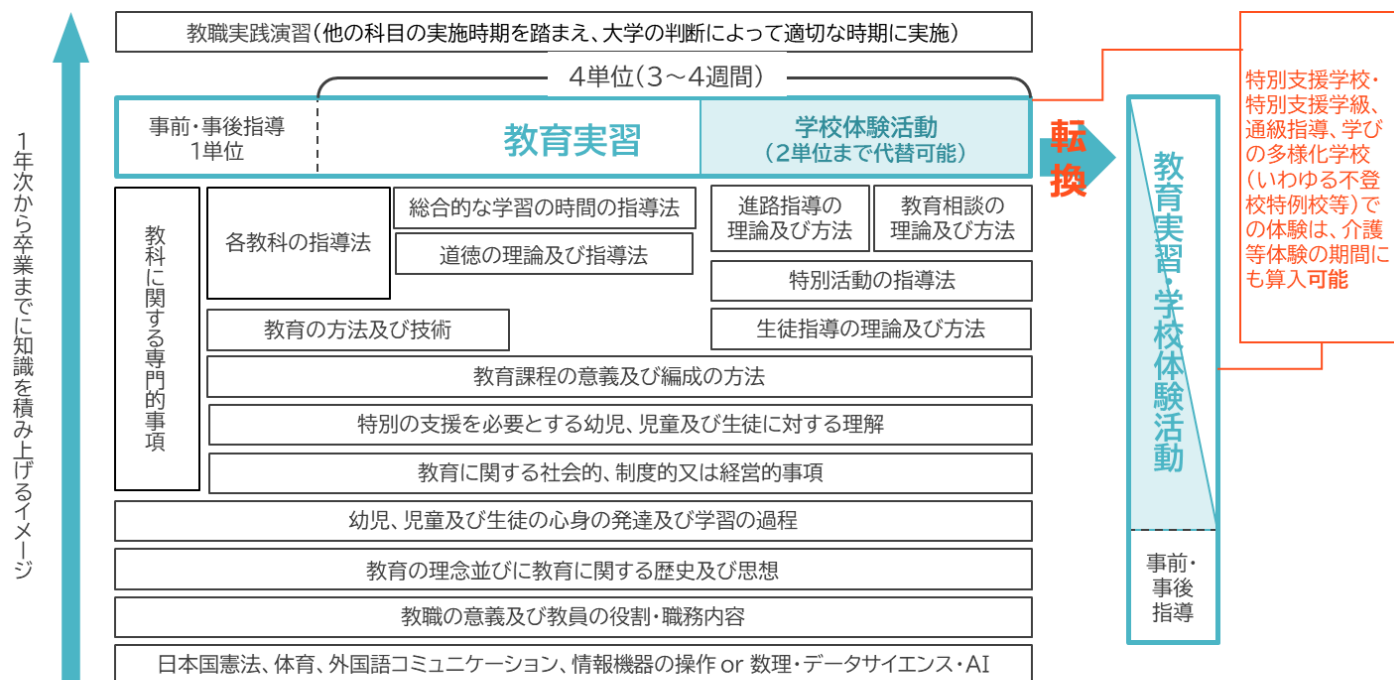 教職実践演習(他の科目の実施時期を踏まえ、大学の判断によって適切な時期に実施)
4単位(3～4週間)
事前・事後指導
1単位
教育実習
学校体験活動
(2単位まで代替可能)
転換
教科に関する専門的事項
各教科の指導法
総合的な学習の時間の指導法
道徳の理論及び指導法
進路指導の
理論及び方法
教育相談の
理論及び方法
特別活動の指導法
教育の方法及び技術
生徒指導の理論及び方法
教育課程の意義及び編成の方法
特別の支援を必要とする幼児、児童及び生徒に対する理解
教育に関する社会的、制度的又は経営的事項
幼児、児童及び生徒の心身の発達及び学習の過程
教育の理念並びに教育に関する歴史及び思想
教職の意義及び教員の役割・職務内容
日本国憲法、体育、外国語コミュニケーション、情報機器の操作 or 数理・データサイエンス・AI
1年次から卒業までに知識を積み上げるイメージ
教育実習・学校体験活動
事前・
事後
指導
特別支援学校・
特別支援学級、
通級指導、学び
の多様化学校
(いわゆる不登
校特例校等)で
の体験は、介護
等体験の期間に
も算入可能